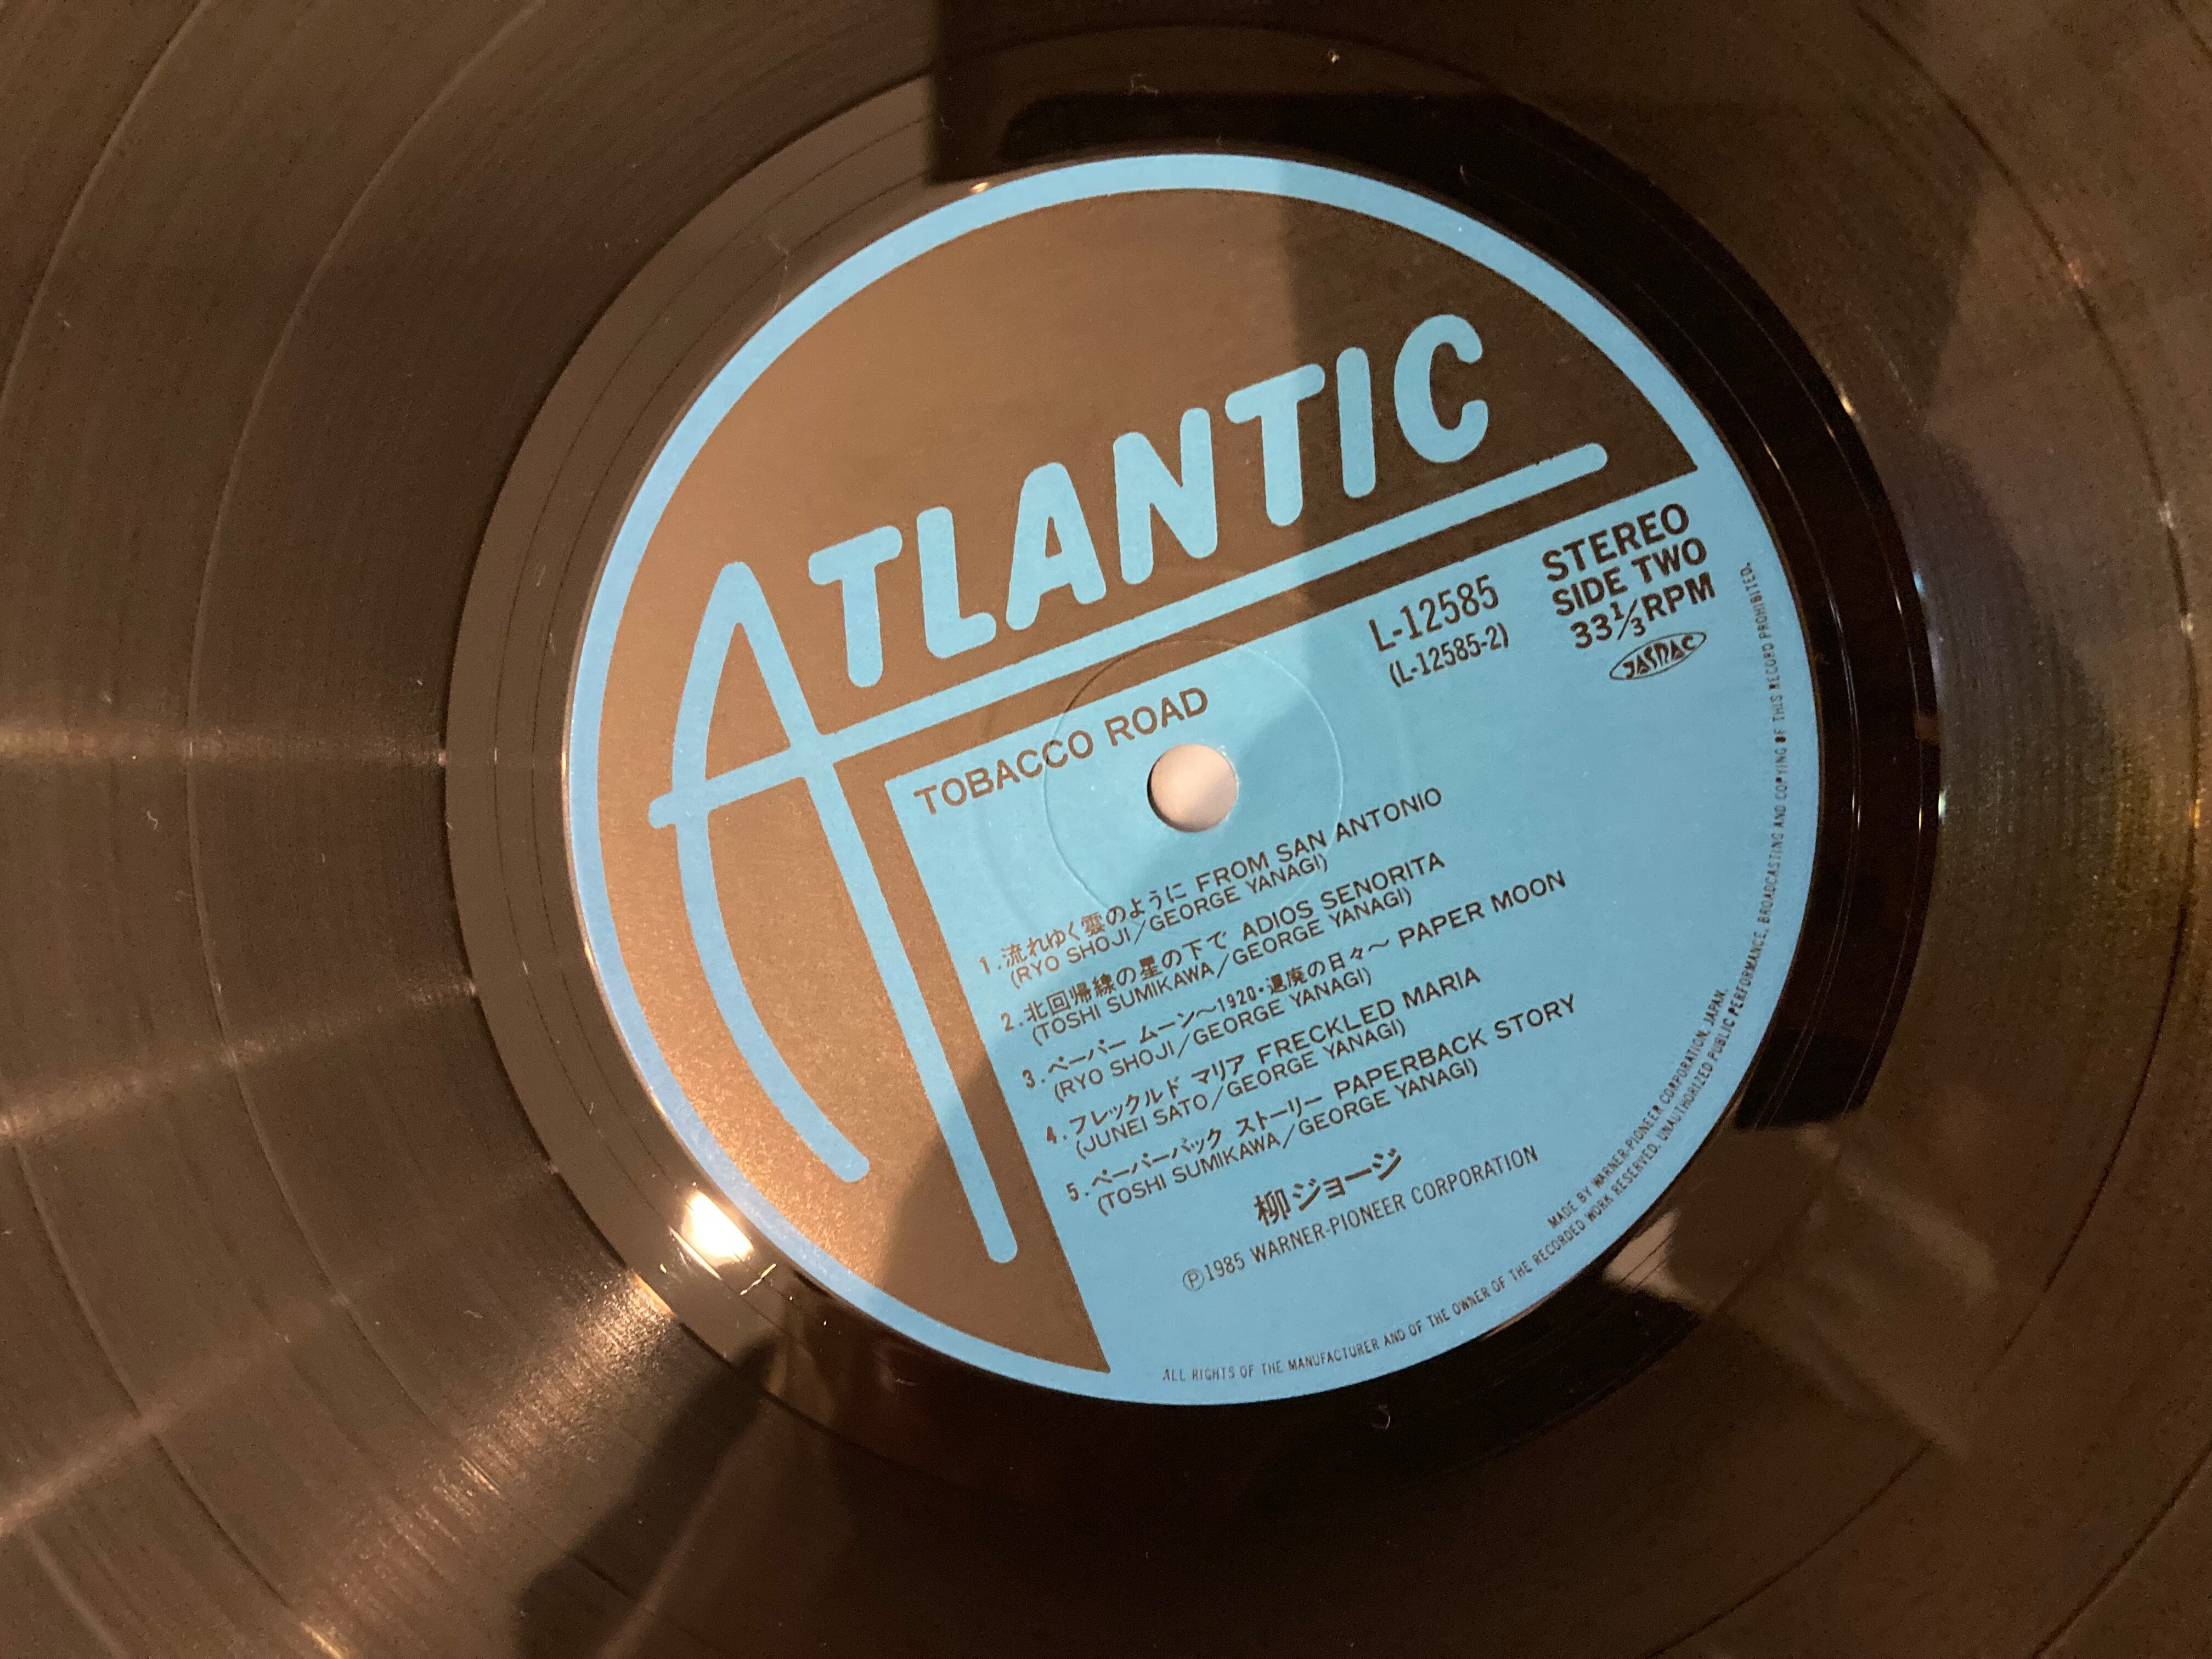 ATLANTIC
STEREO
SIDE TWO
33 1/3 RPM
JASRAC
L-12585
(L-12585-2)
TOBACCO ROAD
1. 流れゆく雲のように FROM SAN ANTONIO
(RYO SHOJI/GEORGE YANAGI)
2. 北回帰線の星の下で ADIOS SENORITA
(TOSHI SUMIKAWA/GEORGE YANAGI)
3. ペーパー ムーン〜1920・退廃の日々〜 PAPER MOON
(RYO SHOJI/GEORGE YANAGI)
4. フレックルド マリア FRECKLED MARIA
(JUNEI SATO/GEORGE YANAGI)
5. ペーパーバック ストーリー PAPERBACK STORY
(TOSHI SUMIKAWA/GEORGE YANAGI)
柳ジョージ
Ⓟ1985 WARNER-PIONEER CORPORATION
MADE BY WARNER-PIONEER CORPORATION, JAPAN.
ALL RIGHTS OF THE MANUFACTURER AND OF THE OWNER OF THE RECORDED WORK RESERVED. UNAUTHORIZED PUBLIC PERFORMANCE, BROADCASTING AND COPYING OF THIS RECORD PROHIBITED.